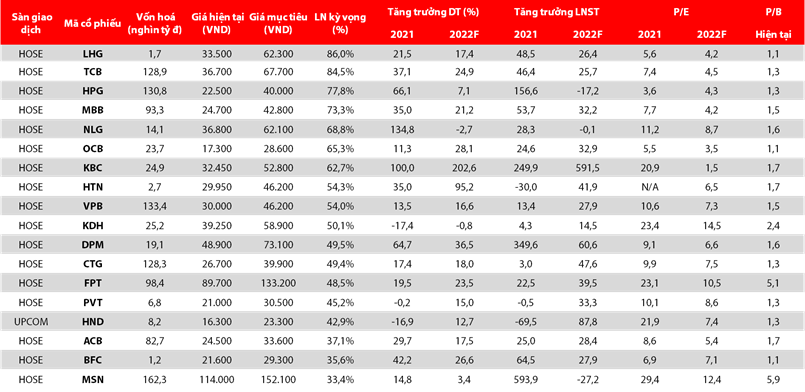 Sàn giao dịch Mã cổ phiếu Vốn hoá (nghìn tỷ đ) Giá hiện tại (VND) Giá mục tiêu (VND) LN kỳ vọng (%) Tăng trưởng DT (%) Tăng trưởng LNST P/E P/B
2021 2022F 2021 2022F 2021 2022F Hiện tại
HOSE LHG 1,7 33.500 62.300 86,0% 21,5 17,4 48,5 26,4 5,6 4,2 1,1
HOSE TCB 128,9 36.700 67.700 84,5% 37,1 24,9 46,4 25,7 7,4 4,5 1,3
HOSE HPG 130,8 22.500 40.000 77,8% 66,1 7,1 156,6 -17,2 3,6 4,3 1,3
HOSE MBB 93,3 24.700 42.800 73,3% 35,0 21,2 53,7 32,2 7,7 4,2 1,5
HOSE NLG 14,1 36.800 62.100 68,8% 134,8 -2,7 28,3 -0,1 11,2 8,7 1,6
HOSE OCB 23,7 17.300 28.600 65,3% 11,3 28,1 24,6 32,9 5,5 3,5 1,1
HOSE KBC 24,9 32.450 52.800 62,7% 100,0 202,6 249,9 591,5 20,9 1,5 1,7
HOSE HTN 2,7 29.950 46.200 54,3% 35,0 95,2 -30,0 41,9 N/A 6,5 1,7
HOSE VPB 133,4 30.000 46.200 54,0% 13,5 16,6 13,4 27,9 10,6 7,3 1,7
HOSE KDH 25,2 39.250 58.900 50,1% -17,4 -0,8 4,3 14,5 23,4 14,5 2,4
HOSE DPM 19,1 48.900 73.100 49,5% 64,7 36,5 349,6 60,6 9,1 6,6 1,6
HOSE CTG 128,3 26.700 39.900 49,4% 17,4 18,0 3,0 47,6 9,9 7,5 1,3
HOSE FPT 98,4 89.700 133.200 48,5% 19,5 23,5 22,5 39,5 23,1 10,5 5,1
HOSE PVT 6,8 21.000 30.500 45,2% -0,2 15,0 -0,5 33,3 10,1 8,6 1,3
UPCOM HND 8,2 16.300 23.300 42,9% -16,9 12,7 -69,5 87,8 21,9 7,4 1,3
HOSE ACB 82,7 24.500 33.600 37,1% 29,7 17,5 25,0 28,4 8,6 5,4 1,7
HOSE BFC 1,2 21.600 29.300 35,6% 42,2 26,6 64,5 27,9 6,9 7,1 1,1
HOSE MSN 162,3 114.000 152.100 33,4% 14,8 3,4 593,9 -27,2 29,4 12,4 5,9